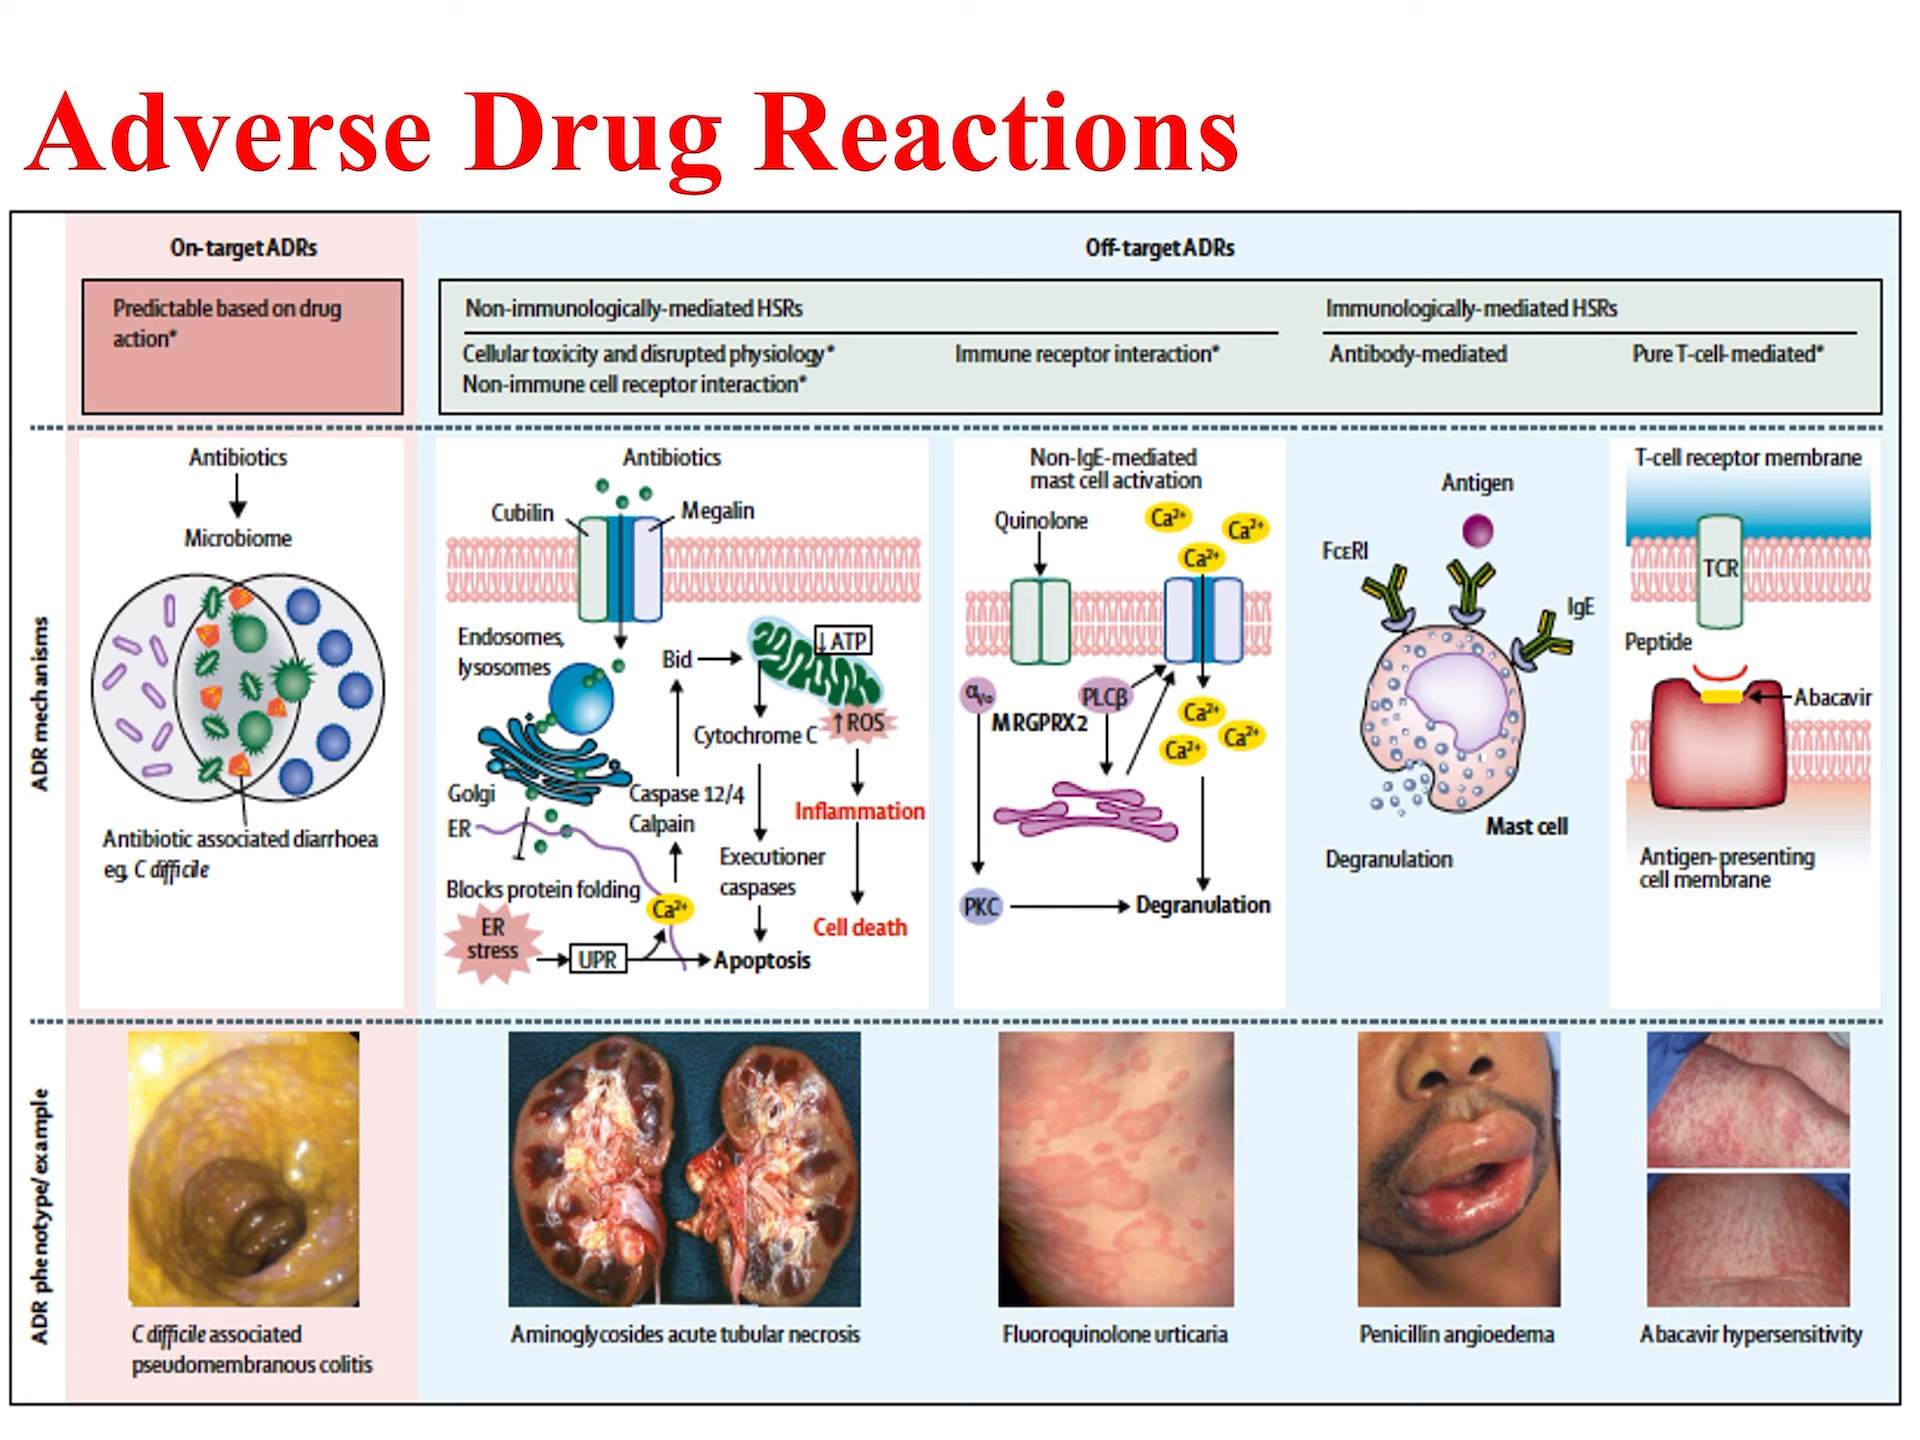 Adverse Drug Reactions
On-target ADRs
Off-target ADRs
Predictable based on drug
action*
Non-immunologically-mediated HSRs
Cellular toxicity and disrupted physiology*
Non-immune cell receptor interaction*
Immune receptor interaction*
Immunologically-mediated HSRs
Antibody-mediated
Pure T-cell-mediated*
ADR mechanisms
Antibiotics
Microbiome
Antibiotic associated diarrhoea
eg, C difficile
Antibiotics
Cubilin
Megalin
Endosomes,
lysosomes
Bid
↓ATP
↑ROS
Cytochrome C
Golgi
ER
Caspase 12/4
Calpain
Inflammation
Executioner
caspases
Blocks protein folding
Ca2+
Cell death
ER
stress
UPR
Apoptosis
Non-IgE-mediated
mast cell activation
Quinolone
Ca2+
Ca2+
Ca2+
αi/o
PLCβ
MRGPRX2
Ca2+
Ca2+
Ca2+
PKC
Degranulation
Antigen
FcεRI
IgE
Mast cell
Degranulation
T-cell receptor membrane
TCR
Peptide
Abacavir
Antigen-presenting
cell membrane
ADR phenotype/example
C difficile associated
pseudomembranous colitis
Aminoglycosides acute tubular necrosis
Fluoroquinolone urticaria
Penicillin angioedema
Abacavir hypersensitivity